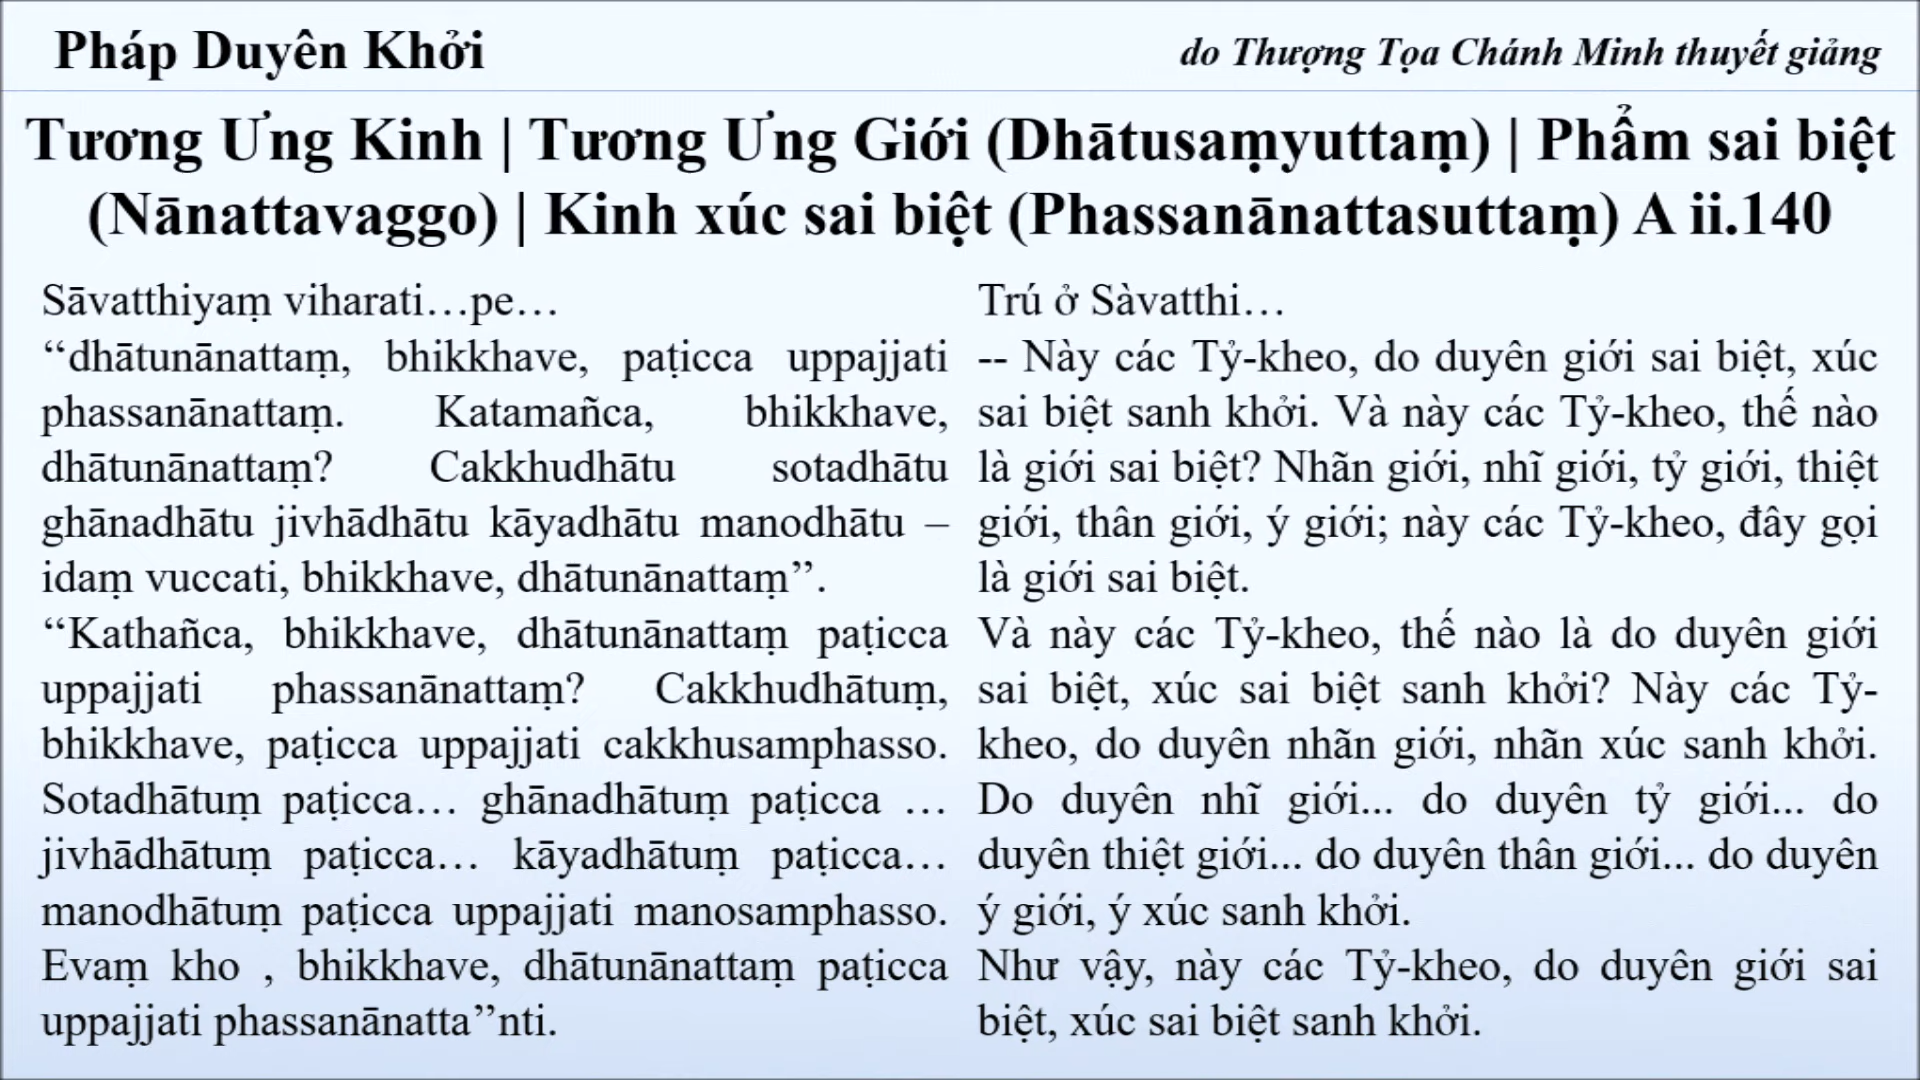 Pháp Duyên Khởi
do Thượng Tọa Chánh Minh thuyết giảng
Tương Ưng Kinh | Tương Ưng Giới (Dhātusaṃyuttaṃ) | Phẩm sai biệt
(Nānattavaggo) | Kinh xúc sai biệt (Phassanānattasuttaṃ) A ii.140
Sāvatthiyaṃ viharati…pe…
‘‘dhātunānattaṃ, bhikkhave, paṭicca uppajjati
phassanānattaṃ. Katamañca, bhikkhave,
dhātunānattaṃ? Cakkhudhātu sotadhātu
ghānadhātu jivhādhātu kāyadhātu manodhātu –
idaṃ vuccati, bhikkhave, dhātunānattaṃ’’.
‘‘Kathañca, bhikkhave, dhātunānattaṃ paṭicca
uppajjati phassanānattaṃ? Cakkhudhātuṃ,
bhikkhave, paṭicca uppajjati cakkhusamphasso.
Sotadhātuṃ paṭicca… ghānadhātuṃ paṭicca …
jivhādhātuṃ paṭicca… kāyadhātuṃ paṭicca…
manodhātuṃ paṭicca uppajjati manosamphasso.
Evaṃ kho , bhikkhave, dhātunānattaṃ paṭicca
uppajjati phassanānatta’’nti.
Trú ở Sàvatthi…
-- Này các Tỷ-kheo, do duyên giới sai biệt, xúc
sai biệt sanh khởi. Và này các Tỷ-kheo, thế nào
là giới sai biệt? Nhãn giới, nhĩ giới, tỷ giới, thiệt
giới, thân giới, ý giới; này các Tỷ-kheo, đây gọi
là giới sai biệt.
Và này các Tỷ-kheo, thế nào là do duyên giới
sai biệt, xúc sai biệt sanh khởi? Này các Tỷ-
kheo, do duyên nhãn giới, nhãn xúc sanh khởi.
Do duyên nhĩ giới... do duyên tỷ giới... do
duyên thiệt giới... do duyên thân giới... do duyên
ý giới, ý xúc sanh khởi.
Như vậy, này các Tỷ-kheo, do duyên giới sai
biệt, xúc sai biệt sanh khởi.